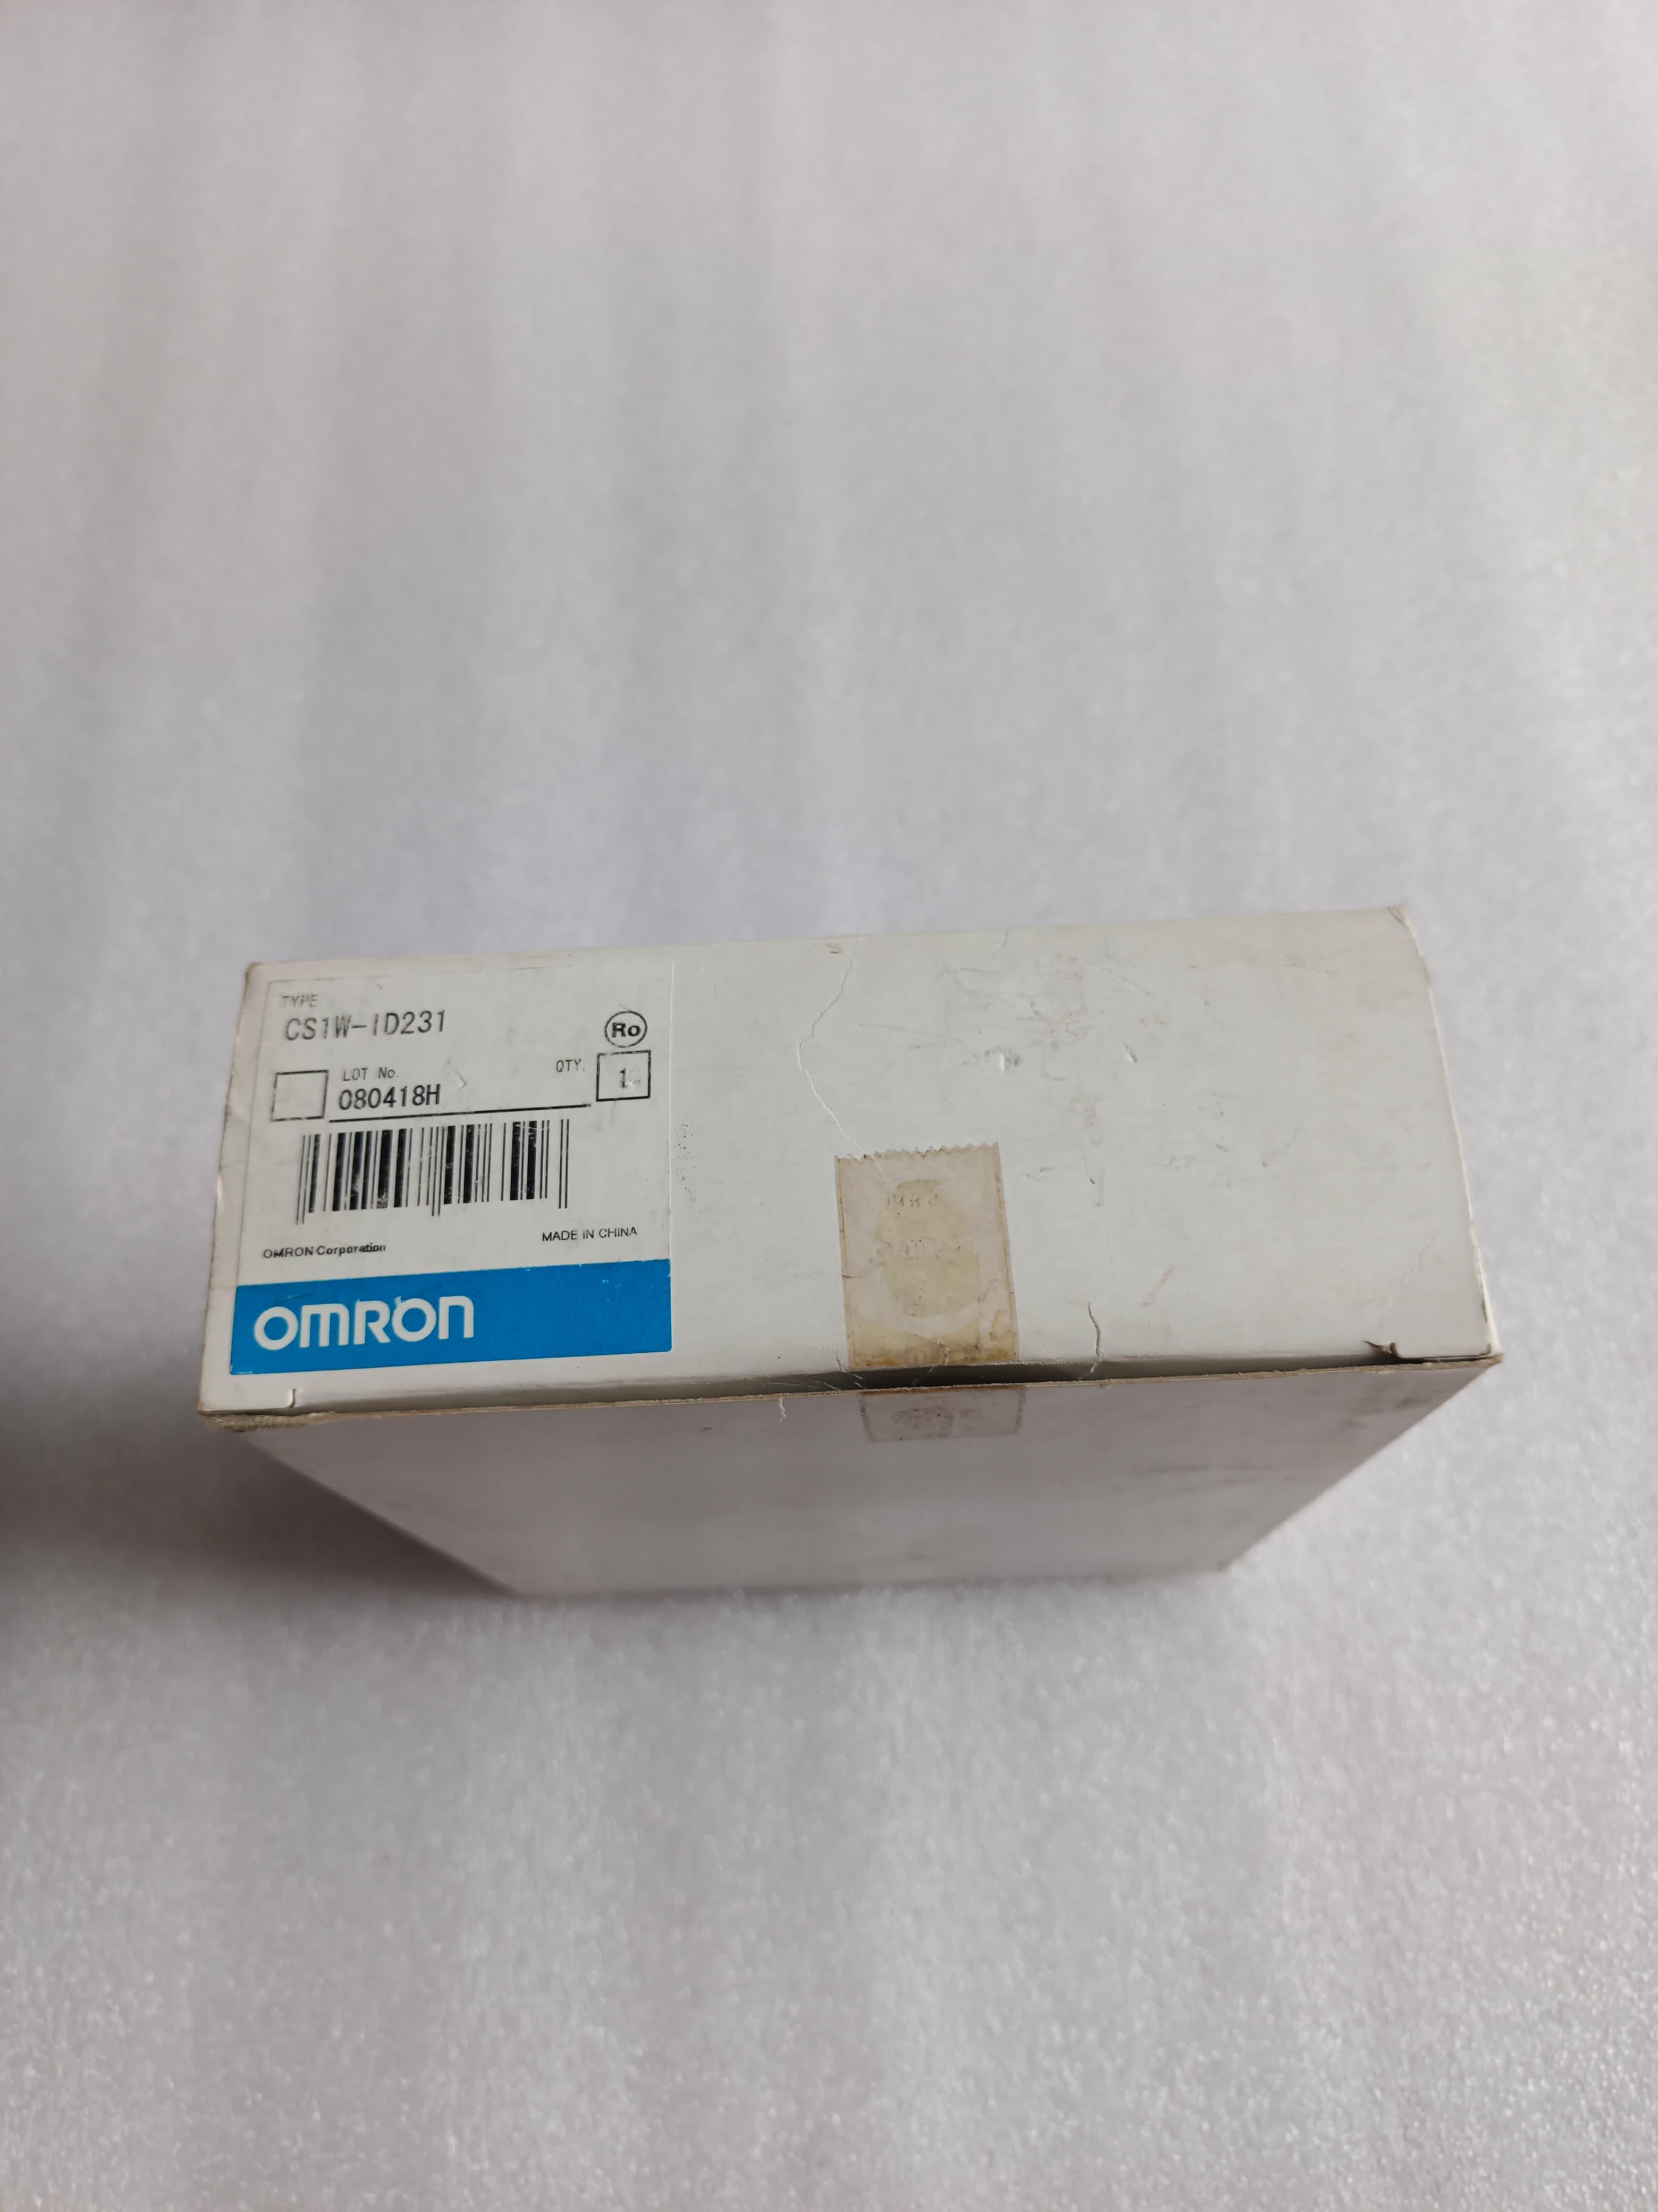 TYPE
CS1W-ID231
Ro
LOT No.
QTY.
080418H
1
OMRON Corporation
MADE IN CHINA
OMRON